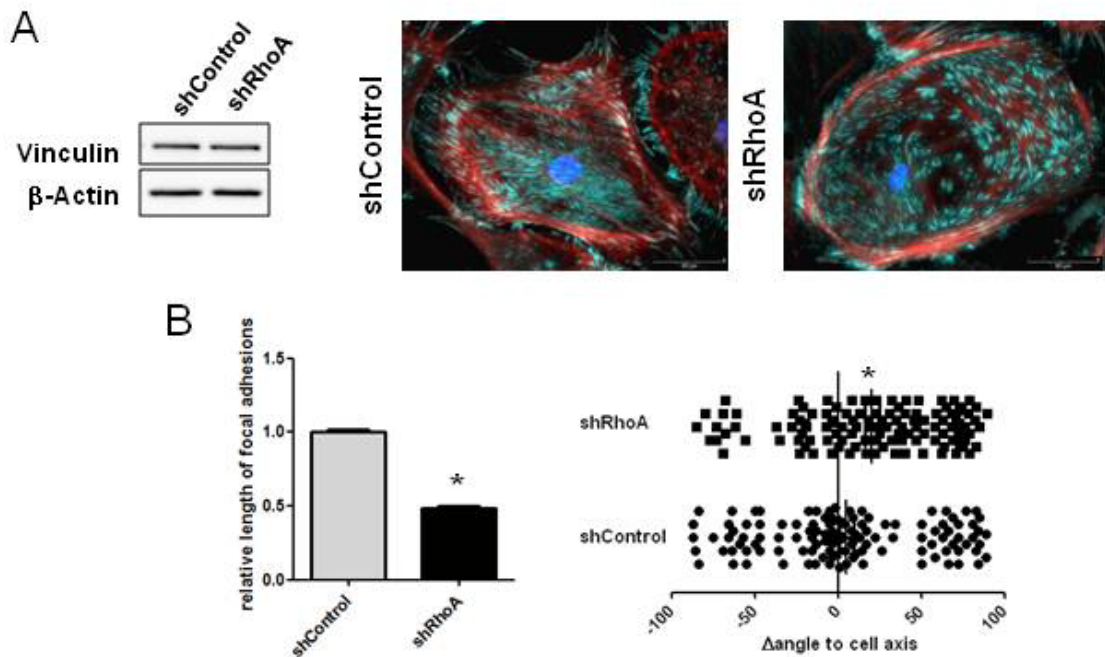 A
shControl
shRhoA
Vinculin
β-Actin
shControl
shRhoA
B
relative length of focal adhesions
1.5
1.0
0.5
0.0
shControl
shRhoA
*
*
shRhoA
shControl
-100
-50
0
50
100
Δangle to cell axis